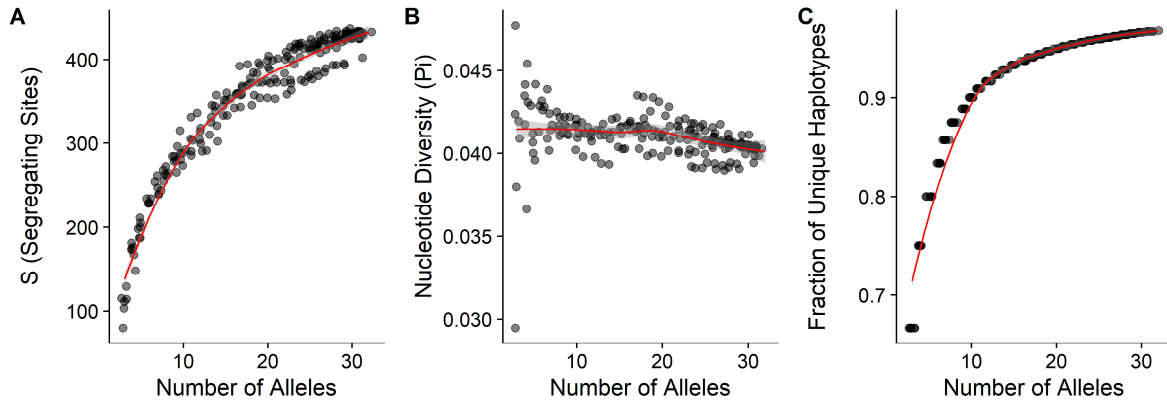 A
S (Segregating Sites)
400
300
200
100
10
20
30
Number of Alleles
B
Nucleotide Diversity (Pi)
0.045
0.040
0.035
0.030
10
20
30
Number of Alleles
C
Fraction of Unique Haplotypes
0.9
0.8
0.7
10
20
30
Number of Alleles